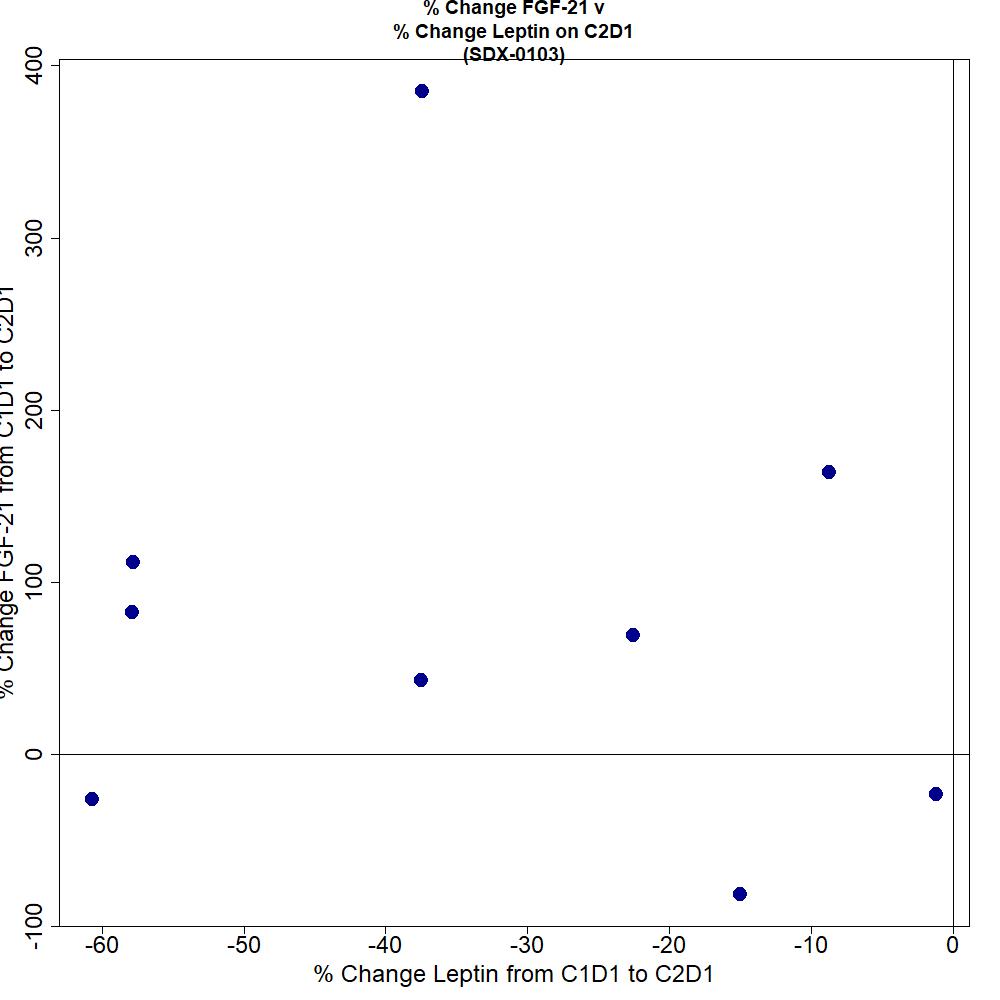 % Change FGF-21 v
% Change Leptin on C2D1
(SDX-0103)
% Change FGF-21 from C1D1 to C2D1
400
300
200
100
0
-100
-60
-50
-40
-30
-20
-10
0
% Change Leptin from C1D1 to C2D1